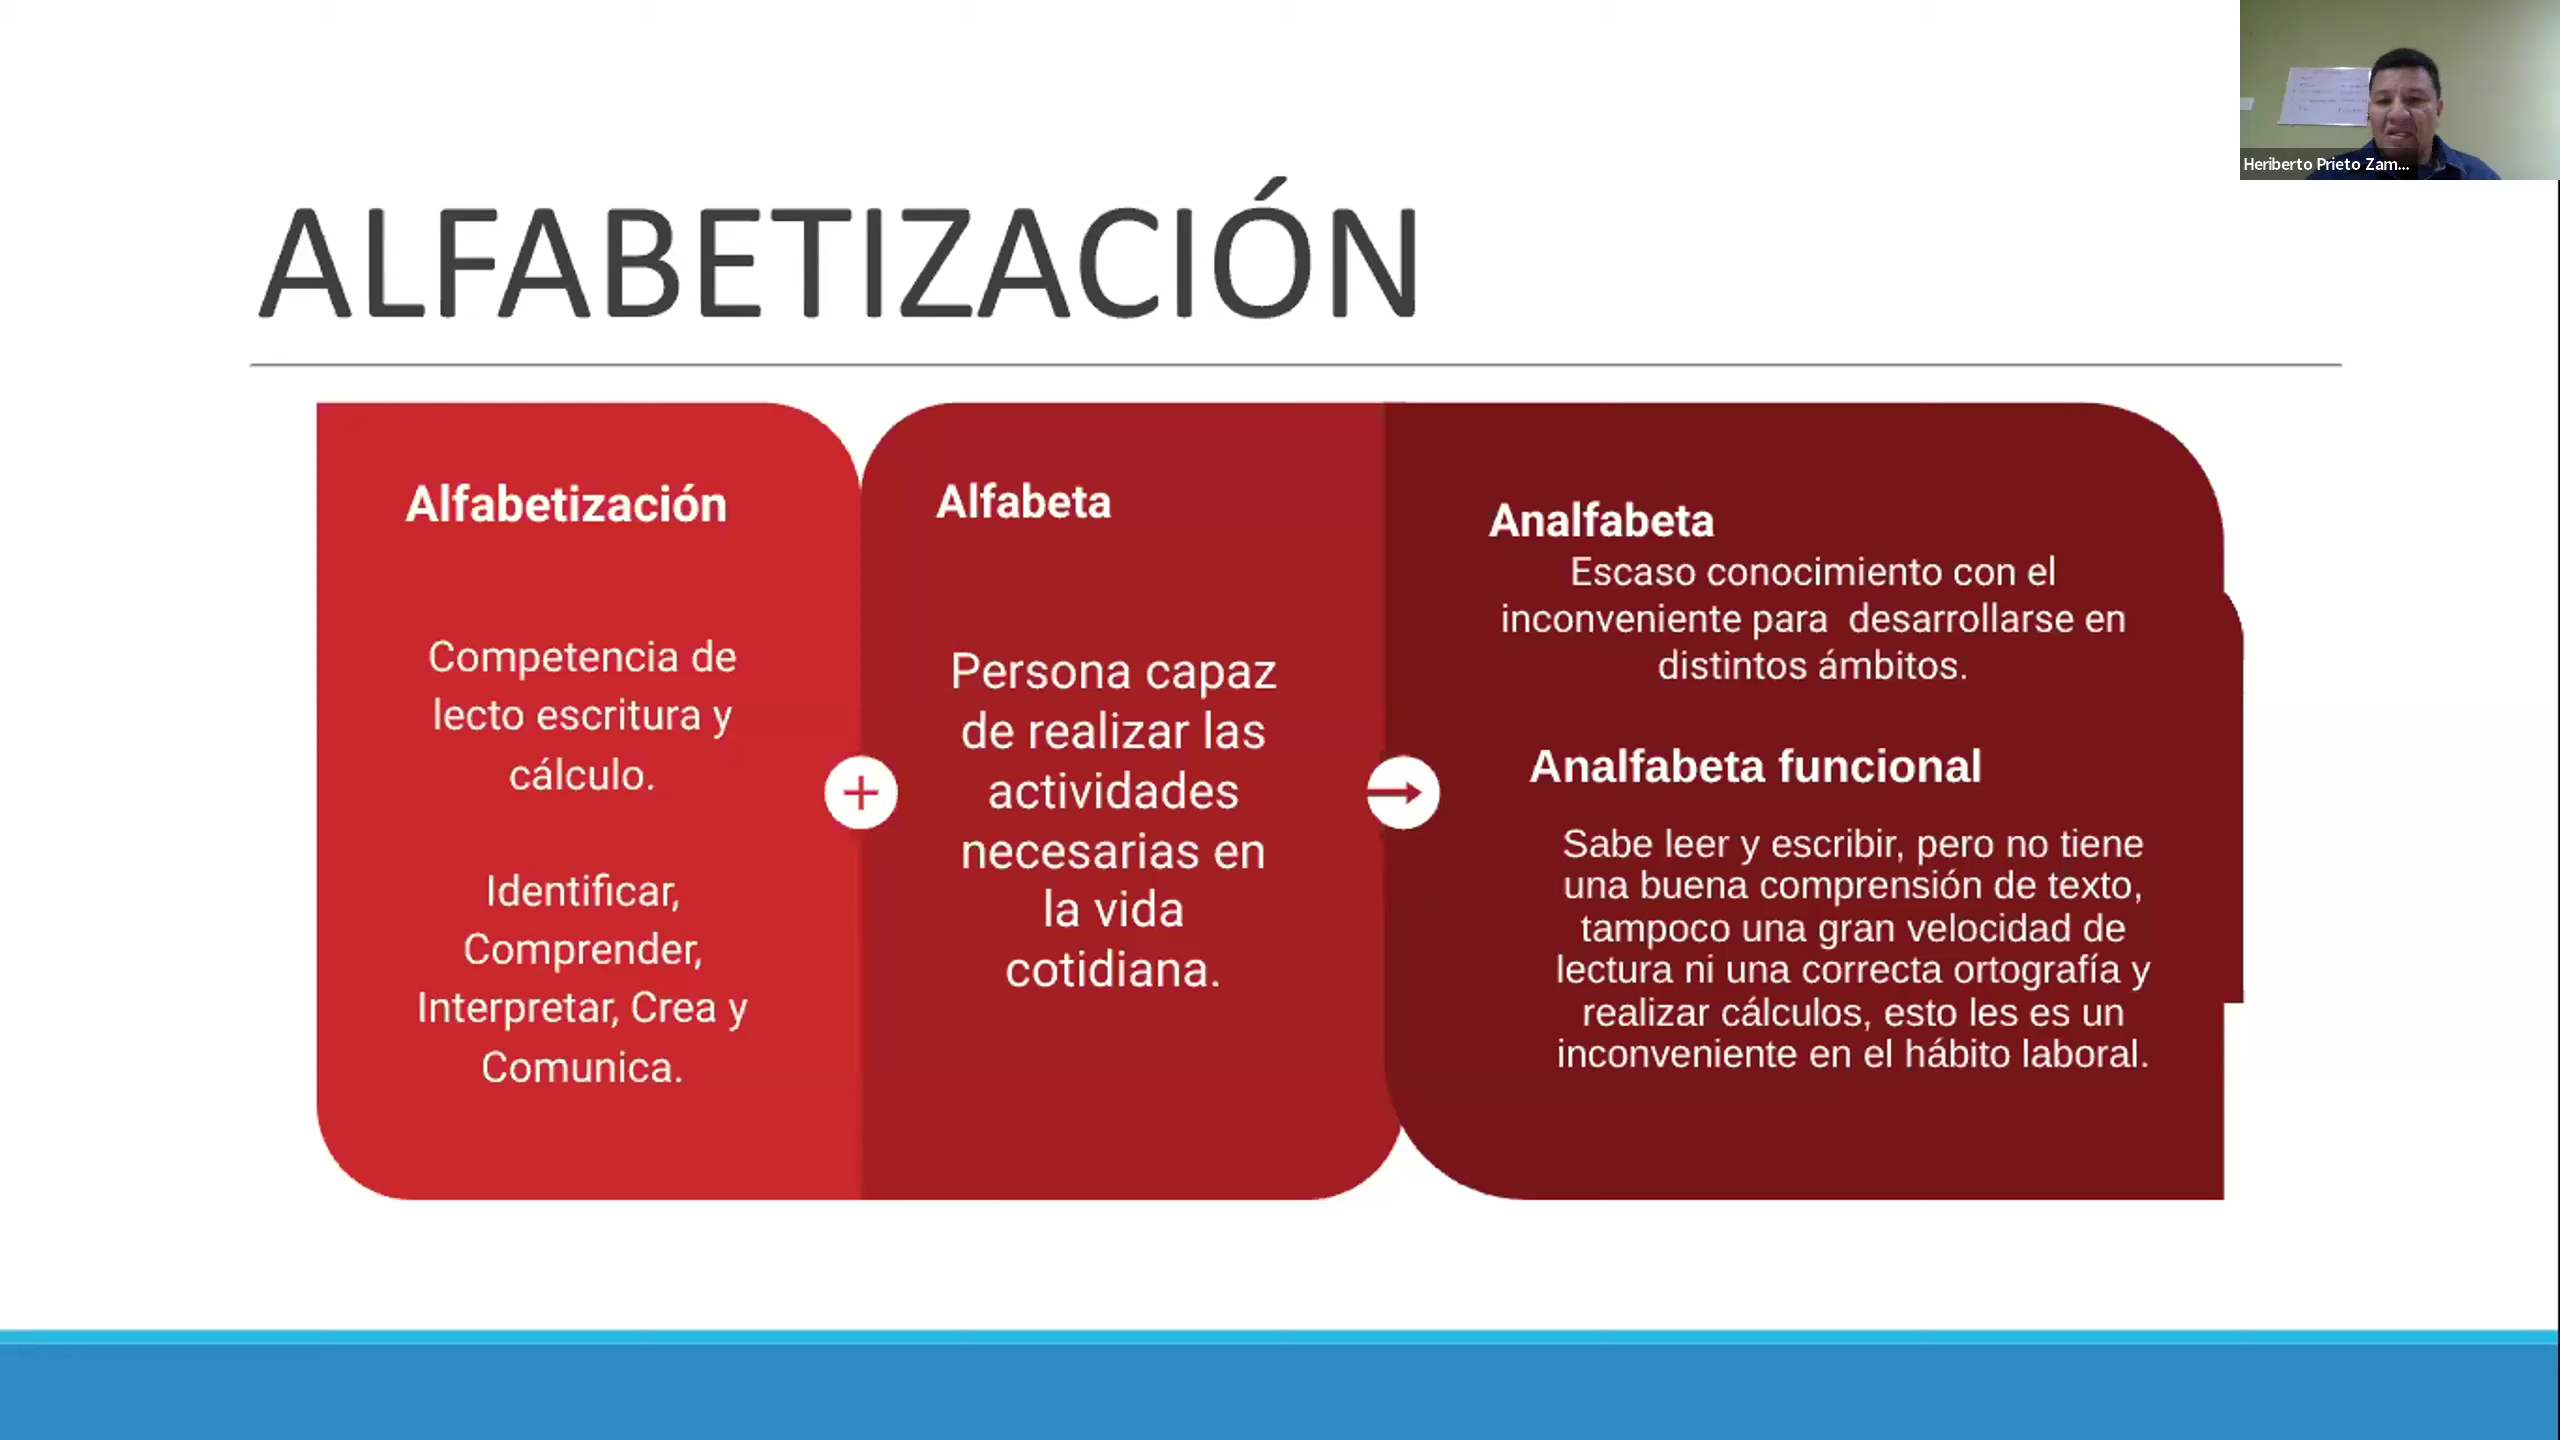 Heriberto Prieto Zam...
ALFABETIZACIÓN
Alfabetización
Competencia de
lecto escritura y
cálculo.
Identificar,
Comprender,
Interpretar, Crea y
Comunica.
Alfabeta
Persona capaz
de realizar las
actividades
necesarias en
la vida
cotidiana.
Analfabeta
Escaso conocimiento con el
inconveniente para  desarrollarse en
distintos ámbitos.
Analfabeta funcional
Sabe leer y escribir, pero no tiene
una buena comprensión de texto,
tampoco una gran velocidad de
lectura ni una correcta ortografía y
realizar cálculos, esto les es un
inconveniente en el hábito laboral.